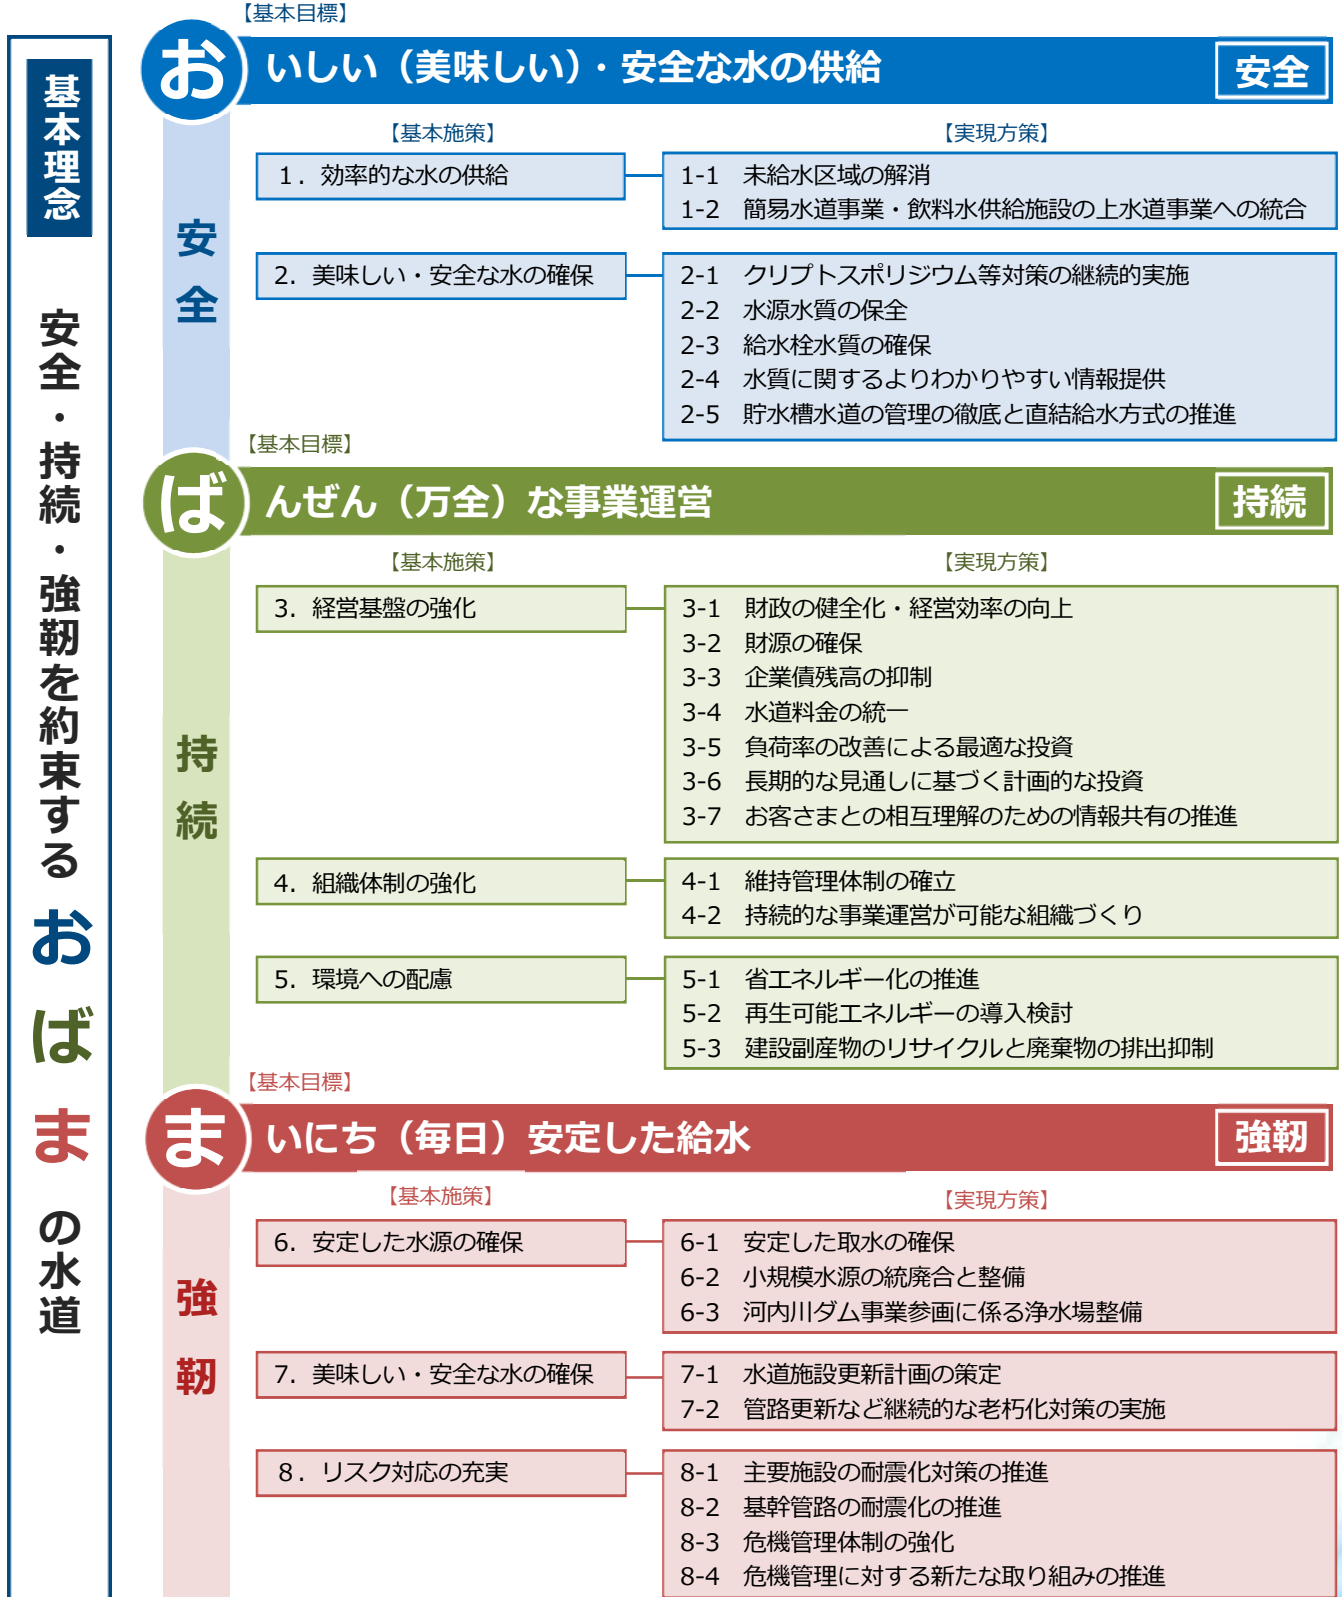 基本理念
安全・持続・強靭を約束する おばま の水道
【基本目標】
おいしい（美味しい）・安全な水の供給
安全
安全
【基本施策】
【実現方策】
1．効率的な水の供給
1-1 未給水区域の解消
1-2 簡易水道事業・飲料水供給施設の上水道事業への統合
2．美味しい・安全な水の確保
2-1 クリプトスポリジウム等対策の継続的実施
2-2 水源水質の保全
2-3 給水栓水質の確保
2-4 水質に関するよりわかりやすい情報提供
2-5 貯水槽水道の管理の徹底と直結給水方式の推進
【基本目標】
ばんぜん（万全）な事業運営
持続
持続
【基本施策】
【実現方策】
3．経営基盤の強化
3-1 財政の健全化・経営効率の向上
3-2 財源の確保
3-3 企業債残高の抑制
3-4 水道料金の統一
3-5 負荷率の改善による最適な投資
3-6 長期的な見通しに基づく計画的な投資
3-7 お客さまとの相互理解のための情報共有の推進
4．組織体制の強化
4-1 維持管理体制の確立
4-2 持続的な事業運営が可能な組織づくり
5．環境への配慮
5-1 省エネルギー化の推進
5-2 再生可能エネルギーの導入検討
5-3 建設副産物のリサイクルと廃棄物の排出抑制
【基本目標】
まいにち（毎日）安定した給水
強靭
強靭
【基本施策】
【実現方策】
6．安定した水源の確保
6-1 安定した取水の確保
6-2 小規模水源の統廃合と整備
6-3 河内川ダム事業参画に係る浄水場整備
7．美味しい・安全な水の確保
7-1 水道施設更新計画の策定
7-2 管路更新など継続的な老朽化対策の実施
8．リスク対応の充実
8-1 主要施設の耐震化対策の推進
8-2 基幹管路の耐震化の推進
8-3 危機管理体制の強化
8-4 危機管理に対する新たな取り組みの推進